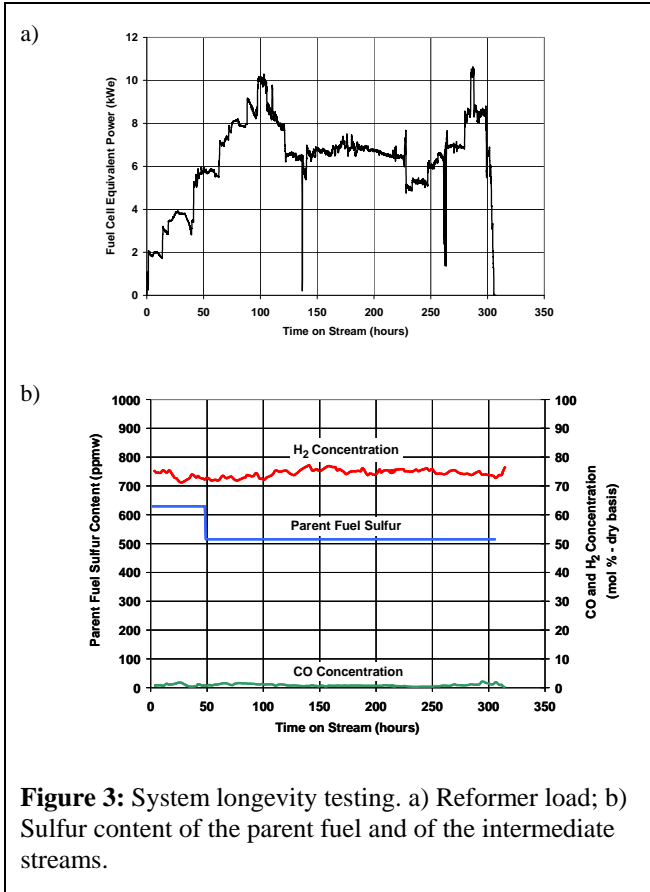 a)
12
10
8
6
4
2
0
Fuel Cell Equivalent Power (kWe)
0 50 100 150 200 250 300 350
Time on Stream (hours)
b)
1000 100
900 90
800 80
700 70
600 60
500 50
400 40
300 30
200 20
100 10
0 0
Parent Fuel Sulfur Content (ppmw)
CO and H2 Concentration
(mol % - dry basis)
H2 Concentration
Parent Fuel Sulfur
CO Concentration
0 50 100 150 200 250 300 350
Time on Stream (hours)
Figure 3: System longevity testing. a) Reformer load; b)
Sulfur content of the parent fuel and of the intermediate
streams.